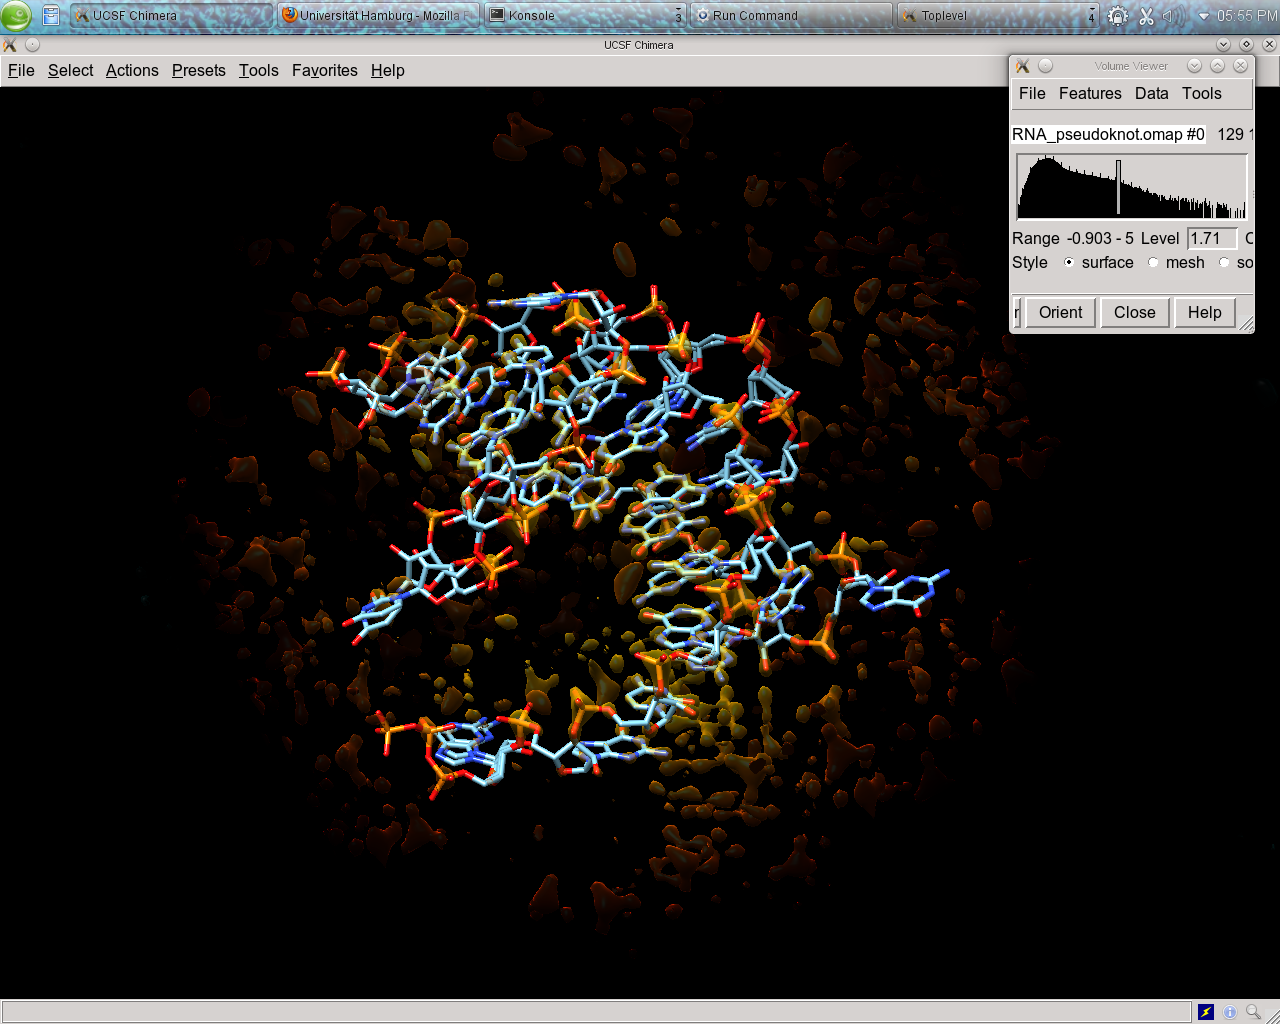 UCSF Chimera
Universität Hamburg - Mozilla F
Konsole
3
Run Command
Toplevel
4
05:55 PM
UCSF Chimera
File Select Actions Presets Tools Favorites Help
Volume Viewer
File Features Data Tools
RNA_pseudoknot.omap #0 129 1
Range -0.903 - 5 Level 1.71 C
Style surface mesh so
r Orient Close Help